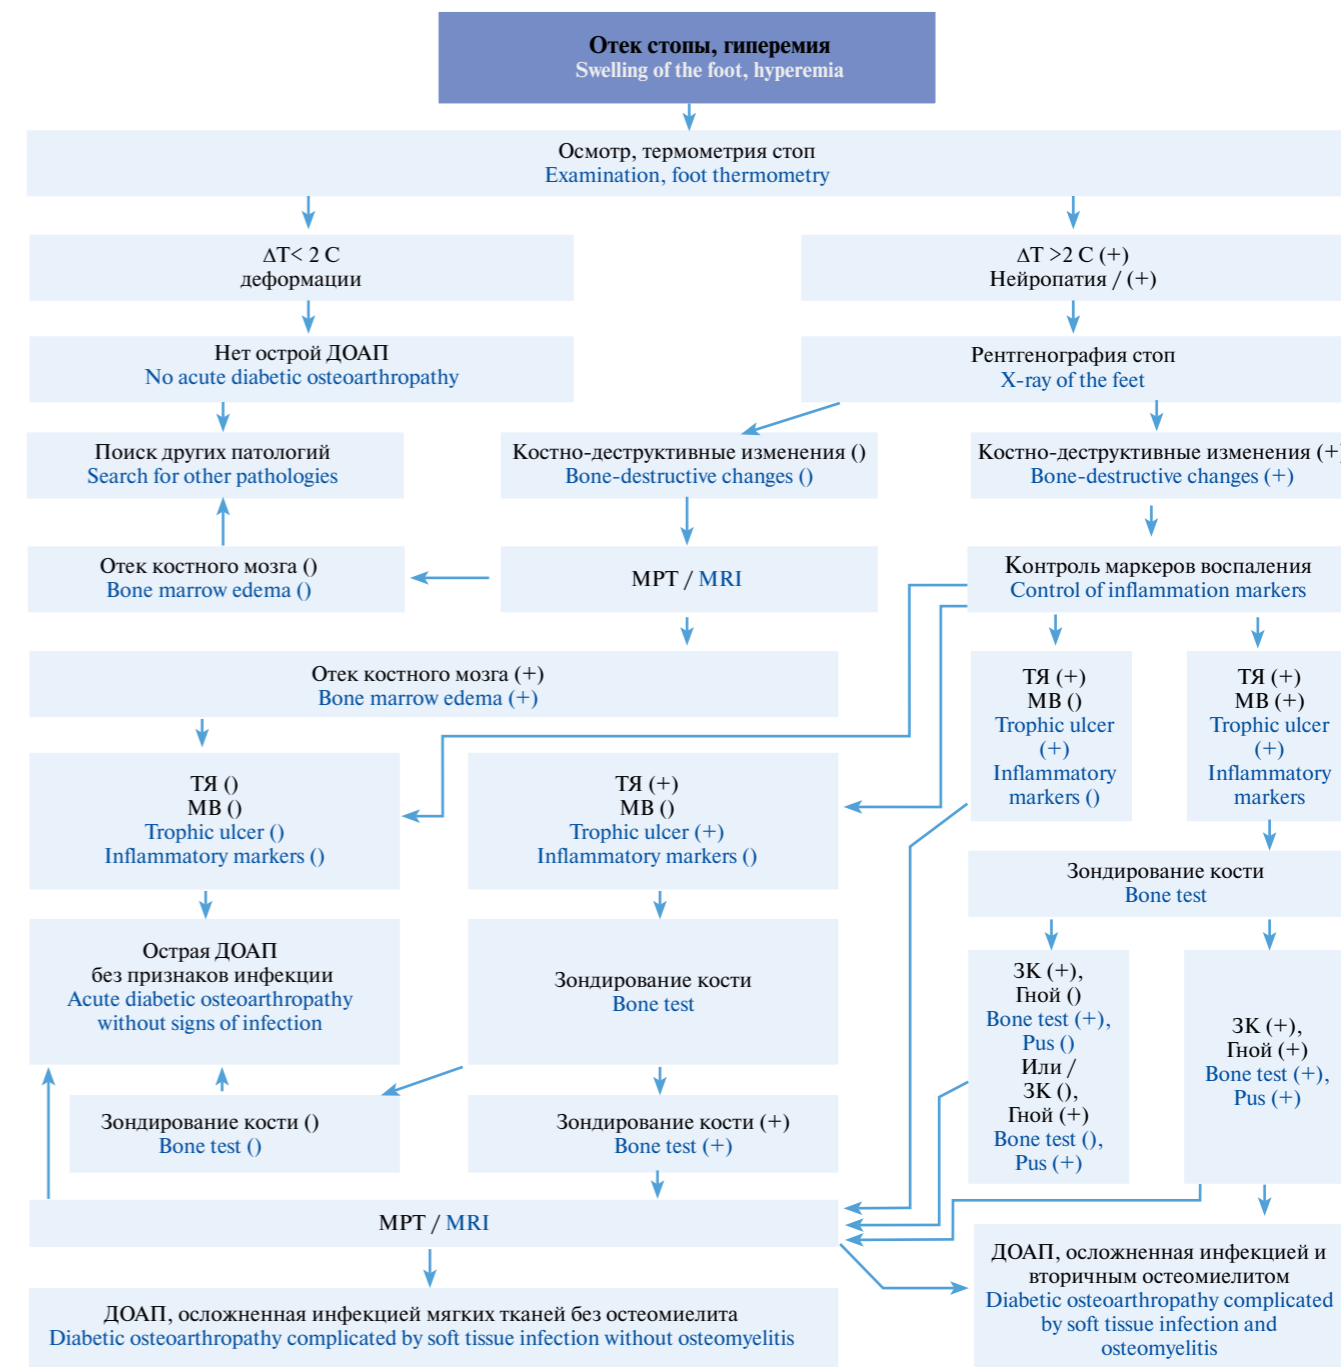 Отек стопы, гиперемия
Swelling of the foot, hyperemia
Осмотр, термометрия стоп
Examination, foot thermometry
ΔT< 2 C
деформации
ΔT >2 C (+)
Нейропатия / (+)
Нет острой ДОАП
No acute diabetic osteoarthropathy
Рентгенография стоп
X-ray of the feet
Поиск других патологий
Search for other pathologies
Костно-деструктивные изменения ()
Bone-destructive changes ()
Костно-деструктивные изменения (+)
Bone-destructive changes (+)
Отек костного мозга ()
Bone marrow edema ()
МРТ / MRI
Контроль маркеров воспаления
Control of inflammation markers
Отек костного мозга (+)
Bone marrow edema (+)
ТЯ (+)
МВ ()
Trophic ulcer
(+)
Inflammatory
markers ()
ТЯ (+)
МВ (+)
Trophic ulcer
(+)
Inflammatory
markers
ТЯ ()
МВ ()
Trophic ulcer ()
Inflammatory markers ()
ТЯ (+)
МВ ()
Trophic ulcer (+)
Inflammatory markers ()
Зондирование кости
Bone test
Острая ДОАП
без признаков инфекции
Acute diabetic osteoarthropathy
without signs of infection
Зондирование кости
Bone test
ЗК (+),
Гной ()
Bone test (+),
Pus ()
Или /
ЗК (),
Гной (+)
Bone test (),
Pus (+)
ЗК (+),
Гной (+)
Bone test (+),
Pus (+)
Зондирование кости ()
Bone test ()
Зондирование кости (+)
Bone test (+)
МРТ / MRI
ДОАП, осложненная инфекцией мягких тканей без остеомиелита
Diabetic osteoarthropathy complicated by soft tissue infection without osteomyelitis
ДОАП, осложненная инфекцией и
вторичным остеомиелитом
Diabetic osteoarthropathy complicated
by soft tissue infection and
osteomyelitis